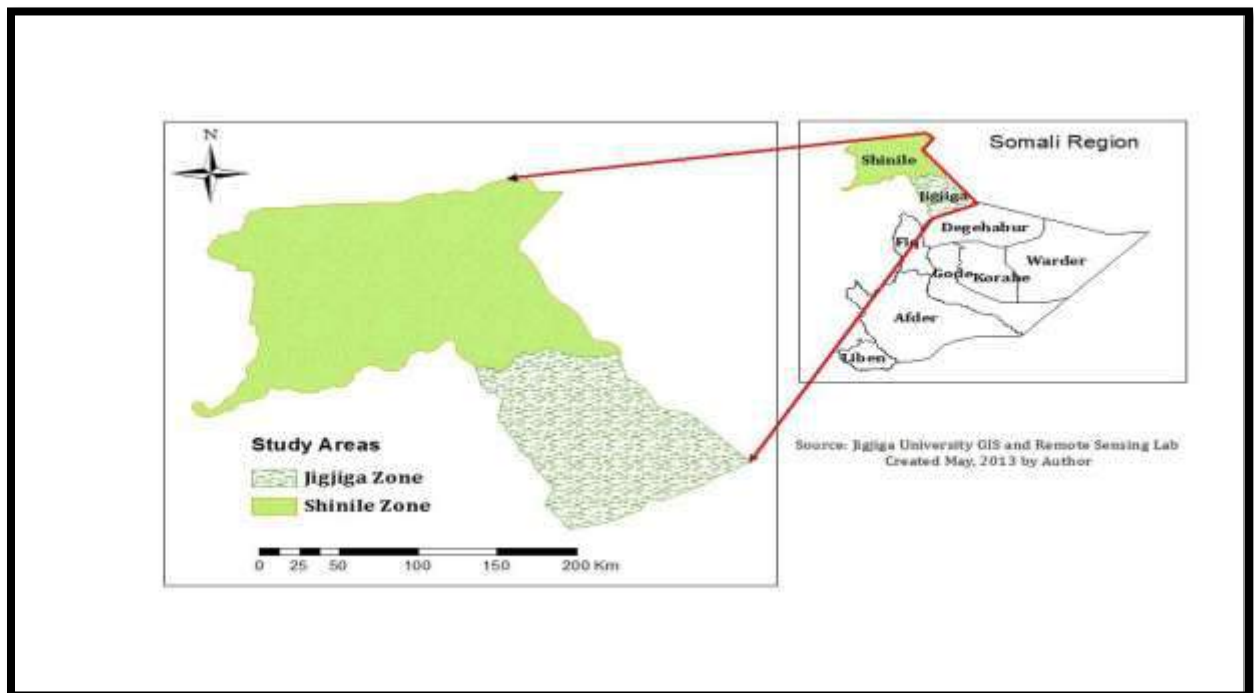 N
Study Areas
Jigjiga Zone
Shinile Zone
0 25 50 100 150 200 Km
Somali Region
Shinile
Jigjiga
Degehabur
Fiq
Warder
Gode
Korahe
Afder
Liben
Source: Jigjiga University GIS and Remote Sensing Lab
Created May, 2013 by Author